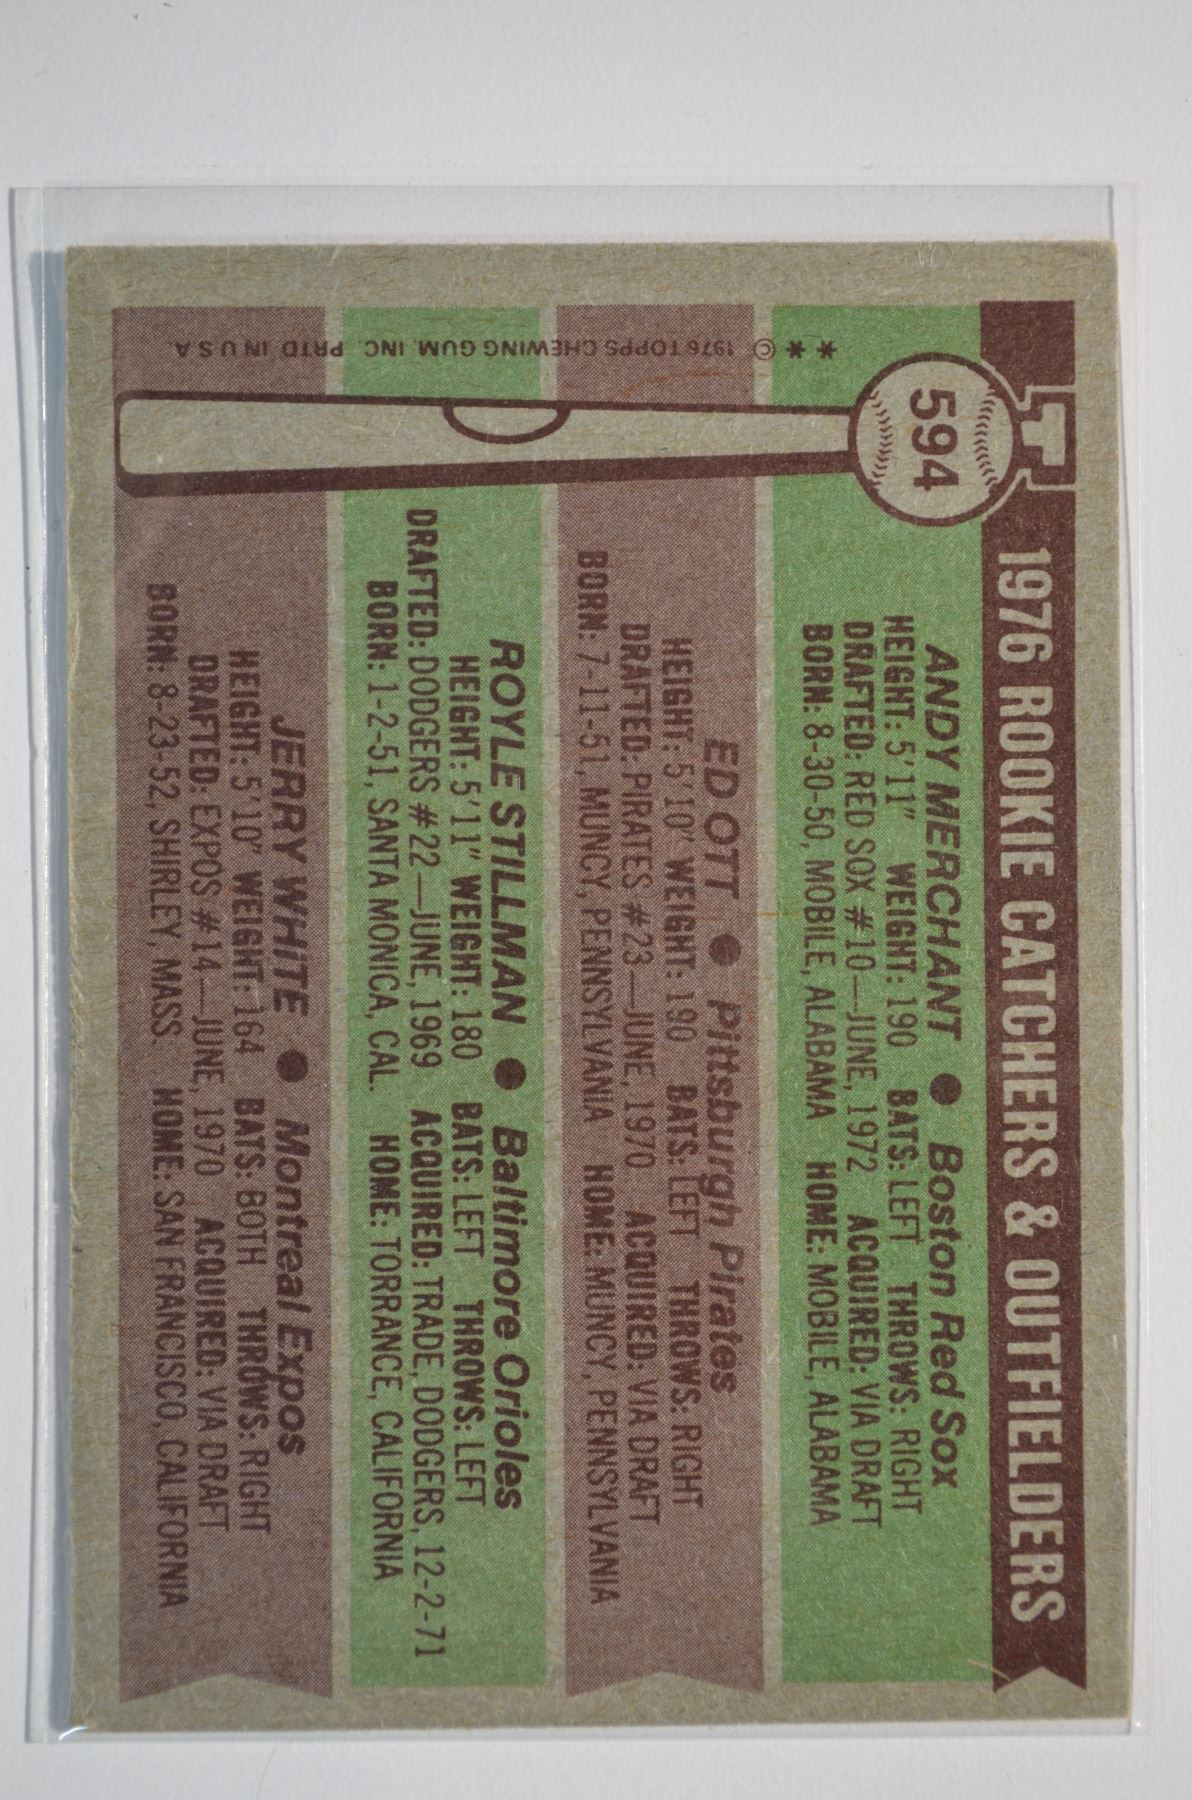 1976 ROOKIE CATCHERS & OUTFIELDERS
T
594
ANDY MERCHANT ● Boston Red Sox
HEIGHT: 5'11" WEIGHT: 190 BATS: LEFT THROWS: RIGHT
DRAFTED: RED SOX #10—JUNE, 1972 ACQUIRED: VIA DRAFT
BORN: 8-30-50, MOBILE, ALABAMA HOME: MOBILE, ALABAMA
ED OTT ● Pittsburgh Pirates
HEIGHT: 5'10" WEIGHT: 190 BATS: LEFT THROWS: RIGHT
DRAFTED: PIRATES #23—JUNE, 1970 ACQUIRED: VIA DRAFT
BORN: 7-11-51, MUNCY, PENNSYLVANIA HOME: MUNCY, PENNSYLVANIA
ROYLE STILLMAN ● Baltimore Orioles
HEIGHT: 5'11" WEIGHT: 180 BATS: LEFT THROWS: LEFT
DRAFTED: DODGERS #22—JUNE, 1969 ACQUIRED: TRADE, DODGERS, 12-2-71
BORN: 1-2-51, SANTA MONICA, CAL. HOME: TORRANCE, CALIFORNIA
JERRY WHITE ● Montreal Expos
HEIGHT: 5'10" WEIGHT: 164 BATS: BOTH THROWS: RIGHT
DRAFTED: EXPOS #14—JUNE, 1970 ACQUIRED: VIA DRAFT
BORN: 8-23-52, SHIRLEY, MASS. HOME: SAN FRANCISCO, CALIFORNIA
** © 1976 TOPPS CHEWING GUM, INC. PRTD. IN U.S.A.